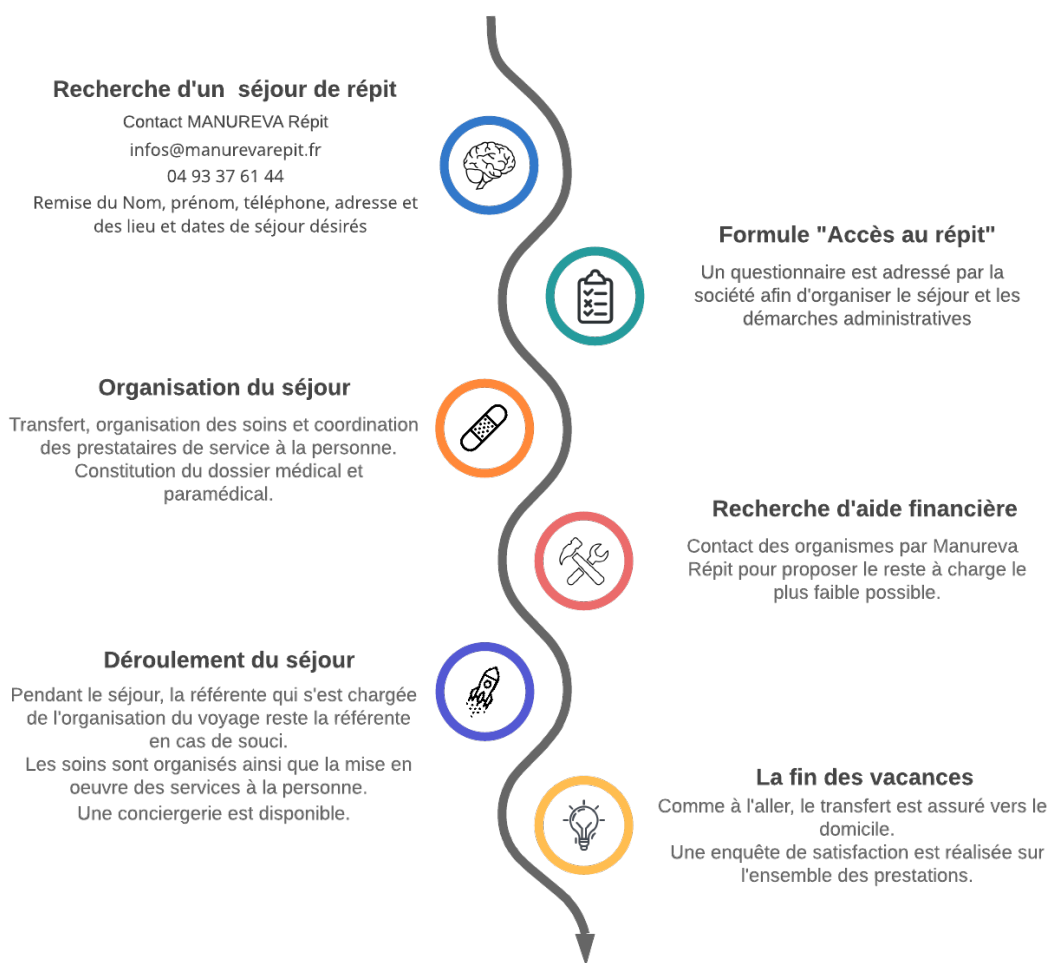 Recherche d'un séjour de répit
Contact MANUREVA Répit
infos@manurevarepit.fr
04 93 37 61 44
Remise du Nom, prénom, téléphone, adresse et
des lieu et dates de séjour désirés
Formule "Accès au répit"
Un questionnaire est adressé par la
société afin d'organiser le séjour et les
démarches administratives
Organisation du séjour
Transfert, organisation des soins et coordination
des prestataires de service à la personne.
Constitution du dossier médical et
paramédical.
Recherche d'aide financière
Contact des organismes par Manureva
Répit pour proposer le reste à charge le
plus faible possible.
Déroulement du séjour
Pendant le séjour, la référente qui s'est chargée
de l'organisation du voyage reste la référente
en cas de souci.
Les soins sont organisés ainsi que la mise en
oeuvre des services à la personne.
Une conciergerie est disponible.
La fin des vacances
Comme à l'aller, le transfert est assuré vers le
domicile.
Une enquête de satisfaction est réalisée sur
l'ensemble des prestations.